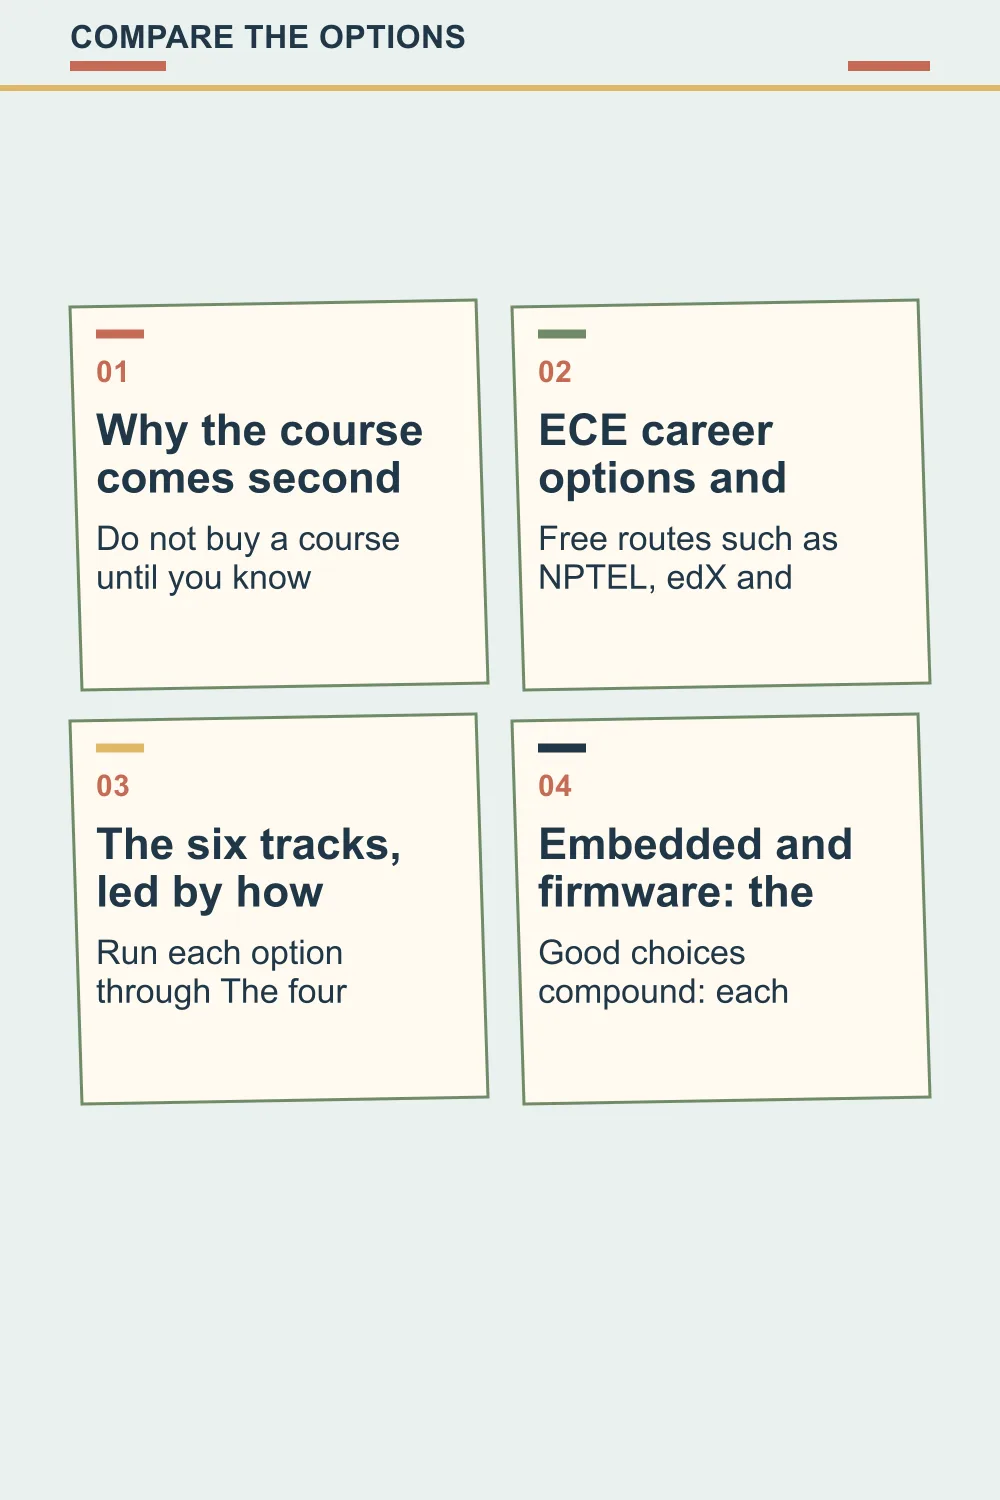 COMPARE THE OPTIONS
01
Why the course
comes second
Do not buy a course
until you know
02
ECE career
options and
Free routes such as
NPTEL, edX and
03
The six tracks,
led by how
Run each option
through The four
04
Embedded and
firmware: the
Good choices
compound: each